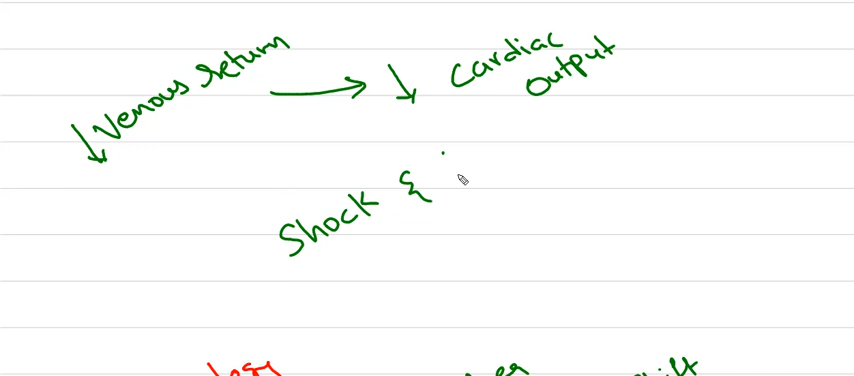 ↓ Venous return → ↓ Cardiac output
Shock &